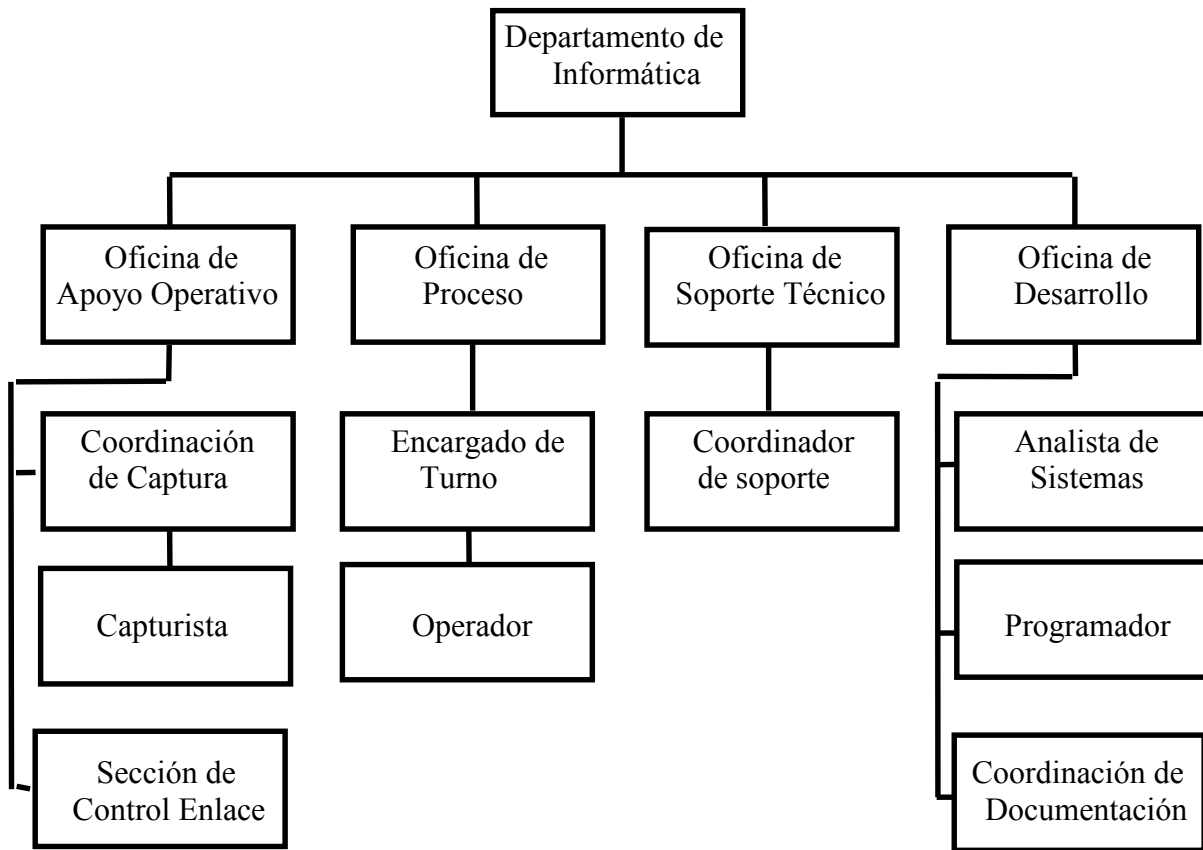 Departamento de
Informática
Oficina de
Apoyo Operativo
Oficina de
Proceso
Oficina de
Soporte Técnico
Oficina de
Desarrollo
Coordinación
de Captura
Encargado de
Turno
Coordinador
de soporte
Analista de
Sistemas
Capturista
Operador
Programador
Sección de
Control Enlace
Coordinación de
Documentación